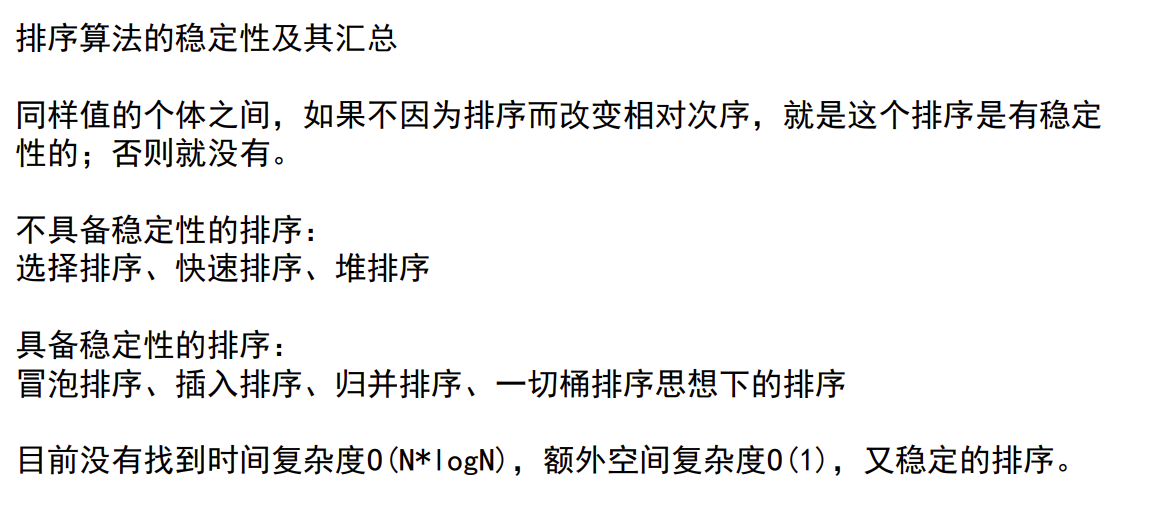 排序算法的稳定性及其汇总
同样值的个体之间，如果不因为排序而改变相对次序，就是这个排序是有稳定
性的；否则就没有。
不具备稳定性的排序：
选择排序、快速排序、堆排序
具备稳定性的排序：
冒泡排序、插入排序、归并排序、一切桶排序思想下的排序
目前没有找到时间复杂度O(N*logN)，额外空间复杂度O(1)，又稳定的排序。